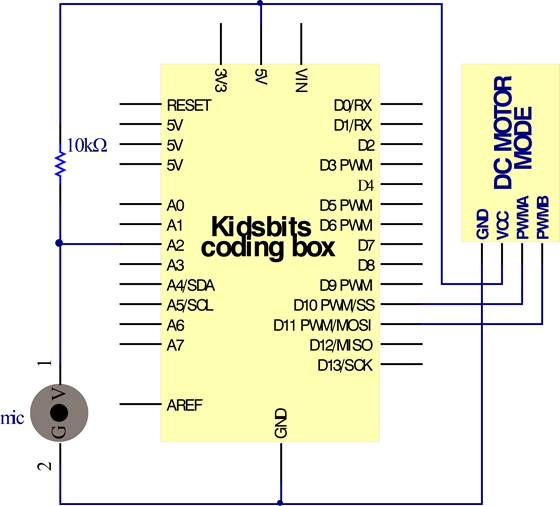 3V3
5V
VIN
RESET
5V
5V
5V
A0
A1
A2
A3
A4/SDA
A5/SCL
A6
A7
AREF
Kidsbits
coding box
D0/RX
D1/RX
D2
D3 PWM
D4
D5 PWM
D6 PWM
D7
D8
D9 PWM
D10 PWM/SS
D11 PWM/MOSI
D12/MISO
D13/SCK
GND
DC MOTOR
MODE
GND
VCC
PWMA
PWMB
10kΩ
1
V
mic
G
2